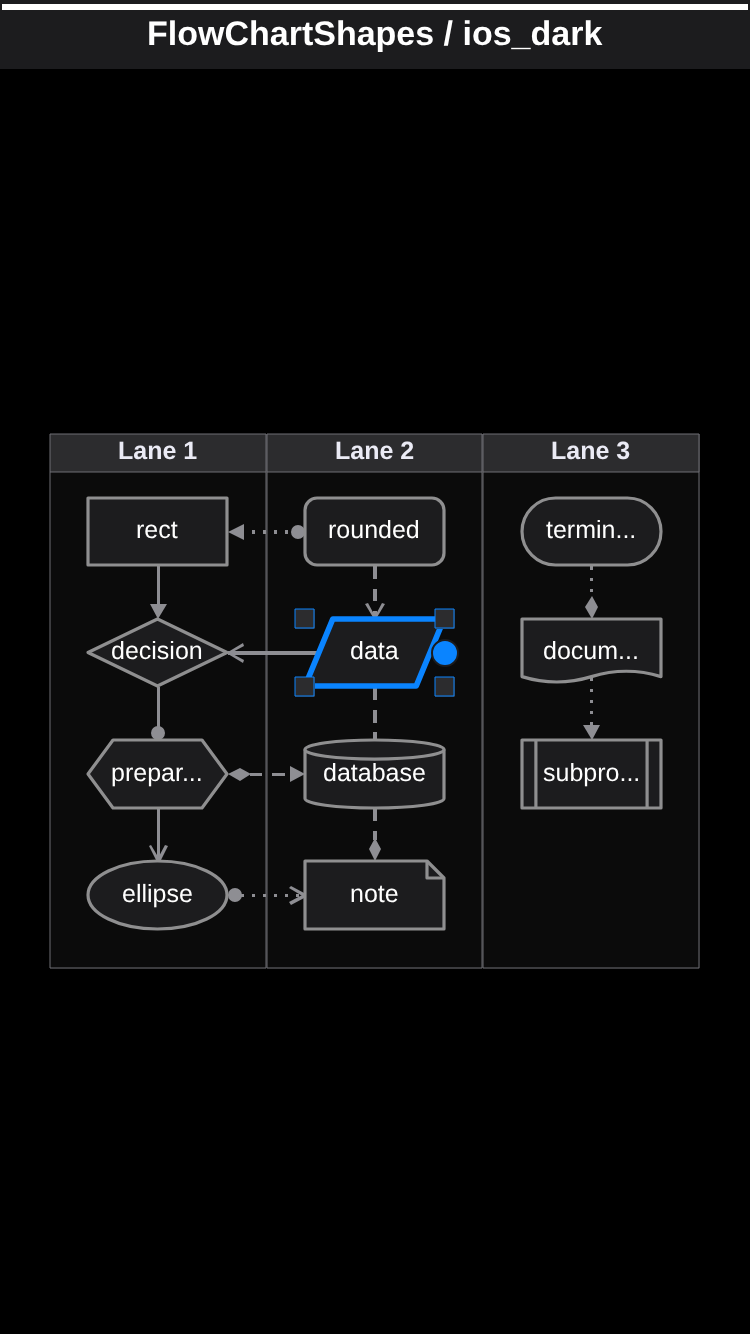 FlowChartShapes / ios_dark
Lane 1 Lane 2 Lane 3
rect rounded termin...
decision data docum...
prepar... database subpro...
ellipse note